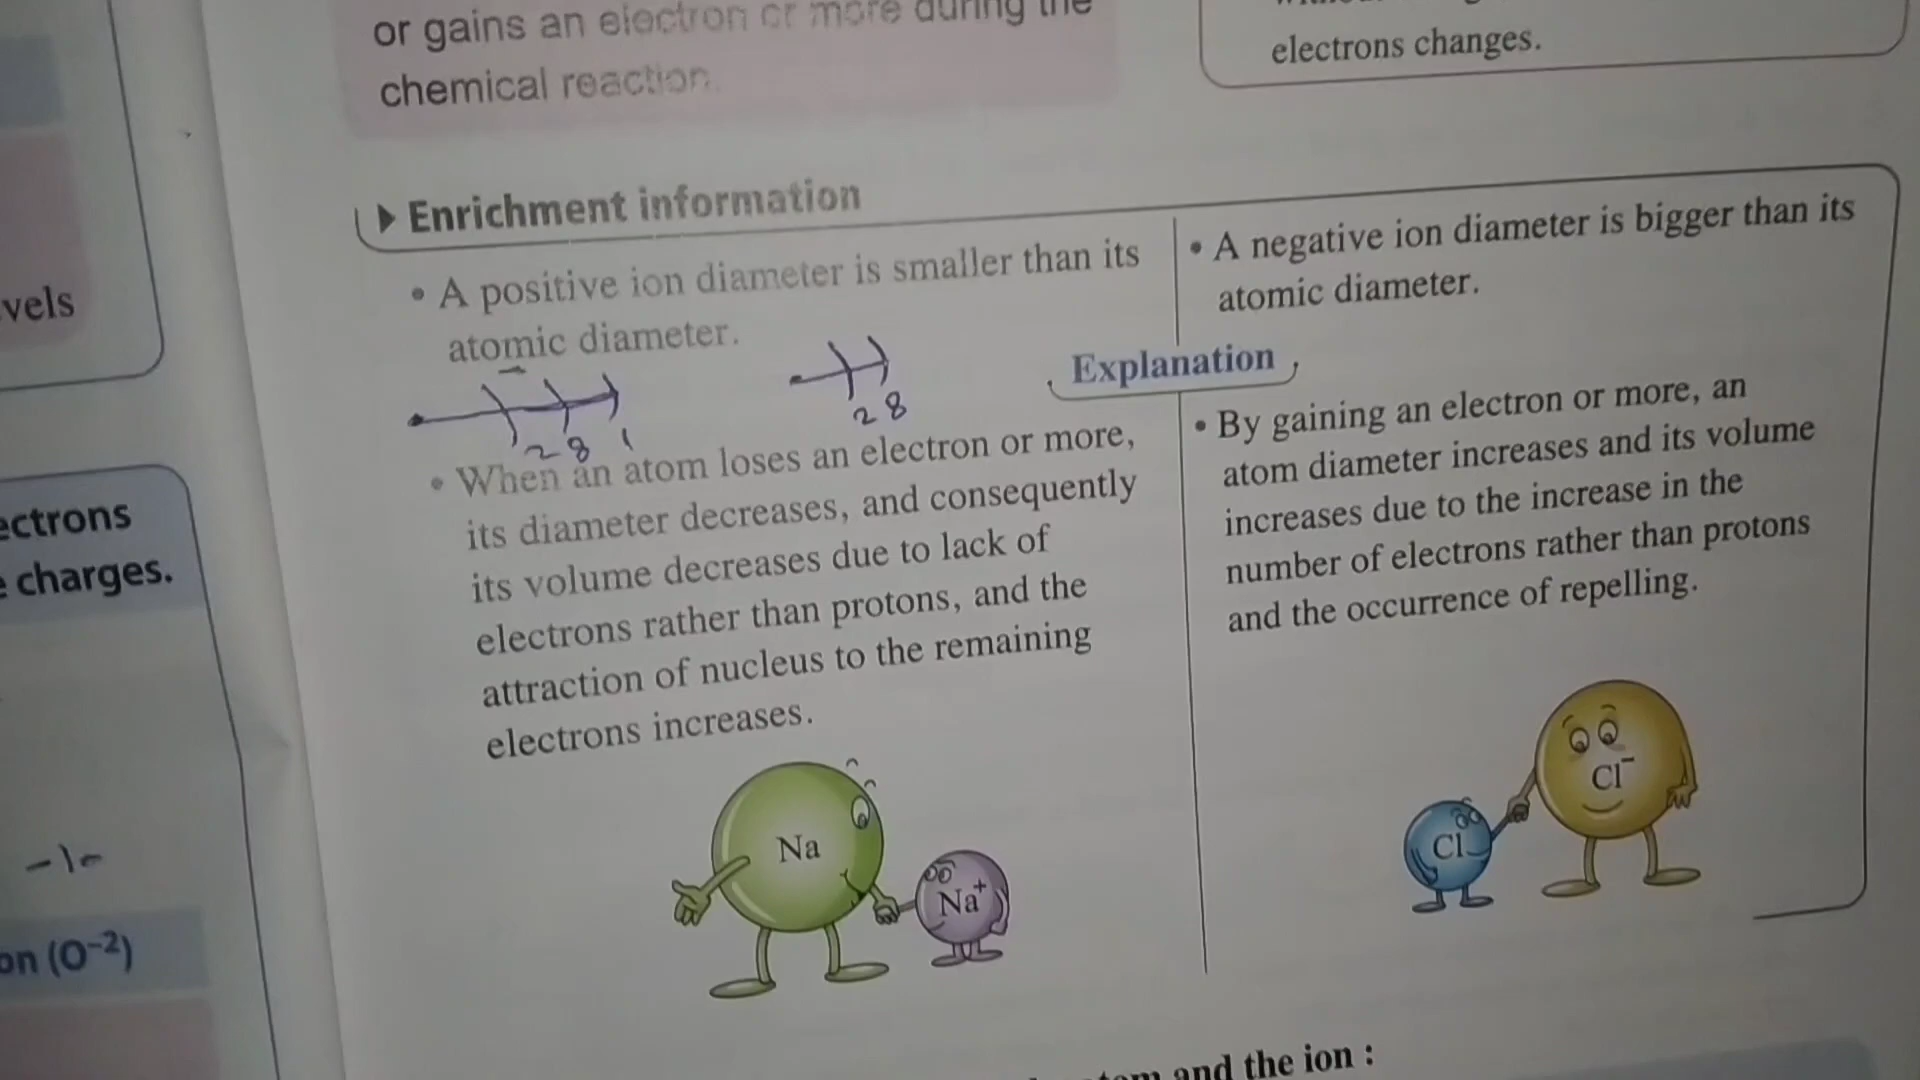 or gains an electron or more during the
chemical reaction.
electrons changes.
vels
ectrons
charges.
-10
on (O⁻²)
Enrichment information
• A positive ion diameter is smaller than its
atomic diameter.
2 8 1
2 8
• A negative ion diameter is bigger than its
atomic diameter.
Explanation
• When an atom loses an electron or more,
its diameter decreases, and consequently
its volume decreases due to lack of
electrons rather than protons, and the
attraction of nucleus to the remaining
electrons increases.
• By gaining an electron or more, an
atom diameter increases and its volume
increases due to the increase in the
number of electrons rather than protons
and the occurrence of repelling.
Na
Na⁺
Cl
Cl⁻
and the ion :